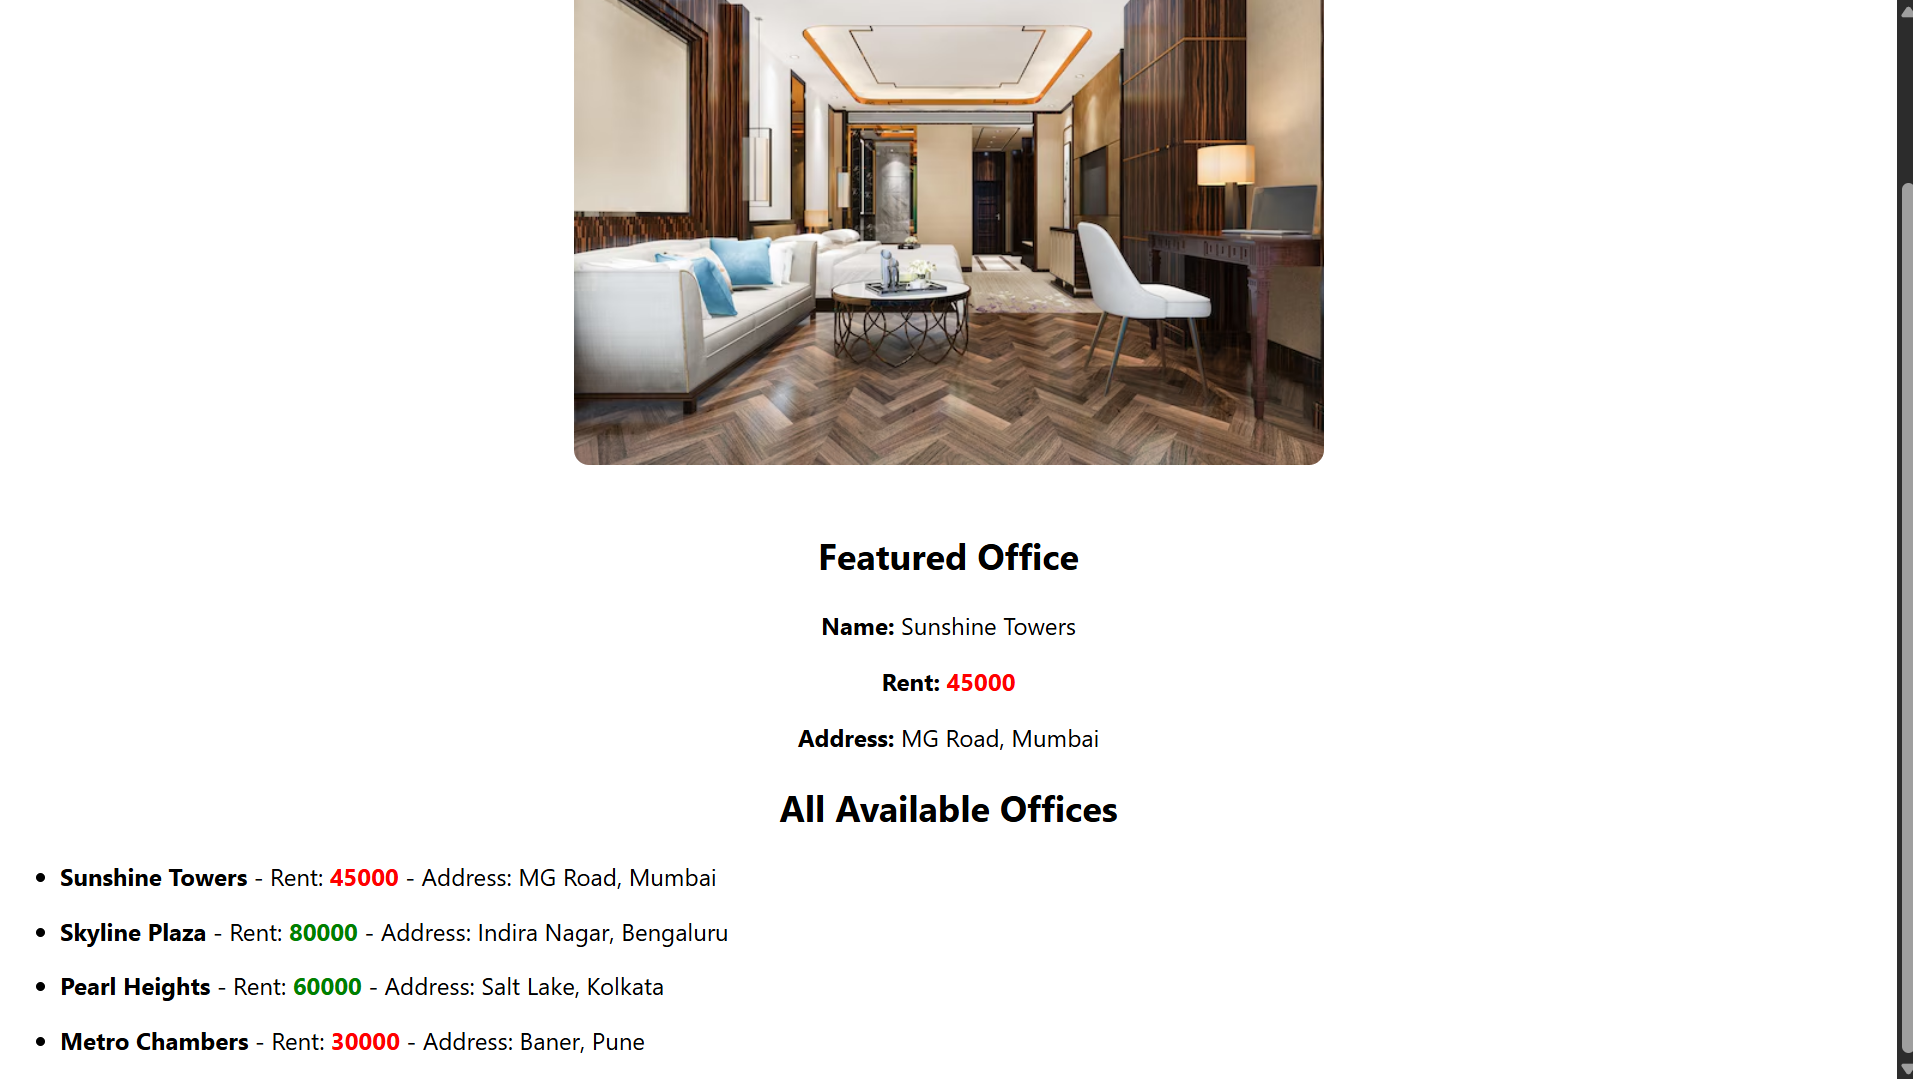 Featured Office
Name: Sunshine Towers
Rent: 45000
Address: MG Road, Mumbai
All Available Offices
Sunshine Towers - Rent: 45000 - Address: MG Road, Mumbai
Skyline Plaza - Rent: 80000 - Address: Indira Nagar, Bengaluru
Pearl Heights - Rent: 60000 - Address: Salt Lake, Kolkata
Metro Chambers - Rent: 30000 - Address: Baner, Pune